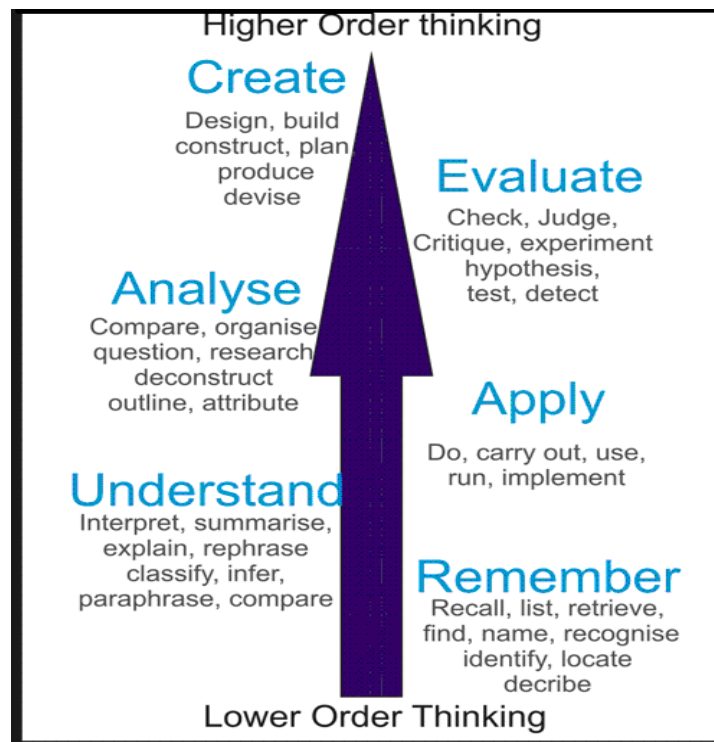 Higher Order thinking
Create
Design, build
construct, plan
produce
devise
Evaluate
Check, Judge,
Critique, experiment
hypothesis,
test, detect
Analyse
Compare, organise
question, research
deconstruct
outline, attribute
Apply
Do, carry out, use,
run, implement
Understand
Interpret, summarise,
explain, rephrase
classify, infer,
paraphrase, compare
Remember
Recall, list, retrieve,
find, name, recognise
identify, locate
decribe
Lower Order Thinking